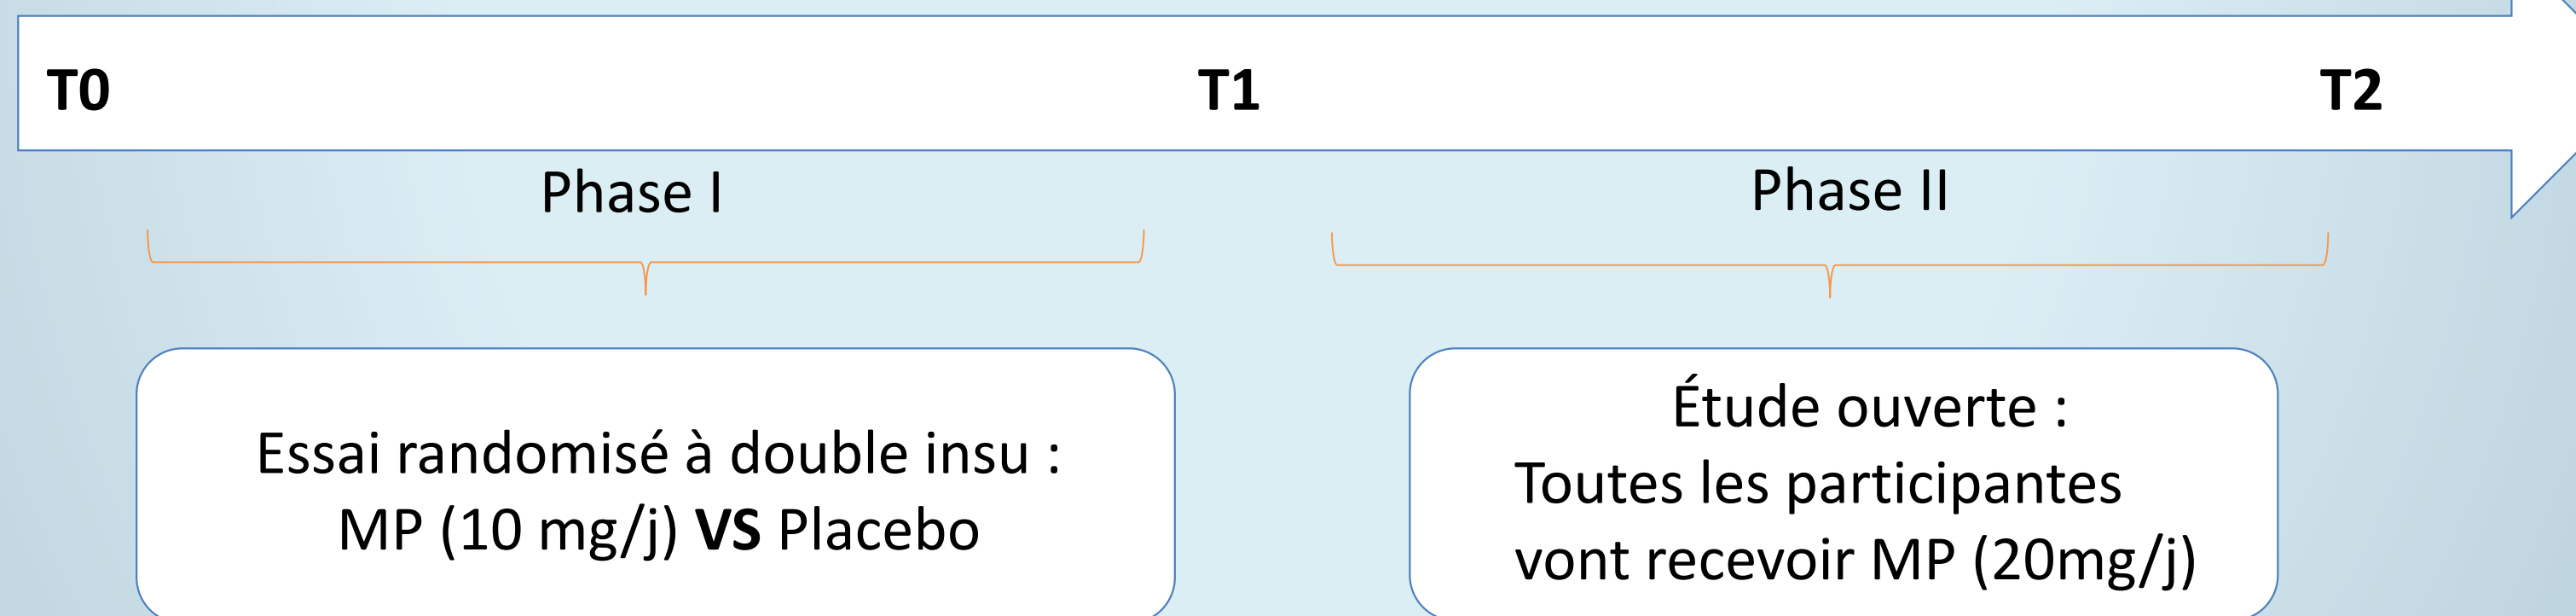 T0 T1 T2
Phase I Phase II
Essai randomisé à double insu :
MP (10 mg/j) VS Placebo
Étude ouverte :
Toutes les participantes
vont recevoir MP (20mg/j)